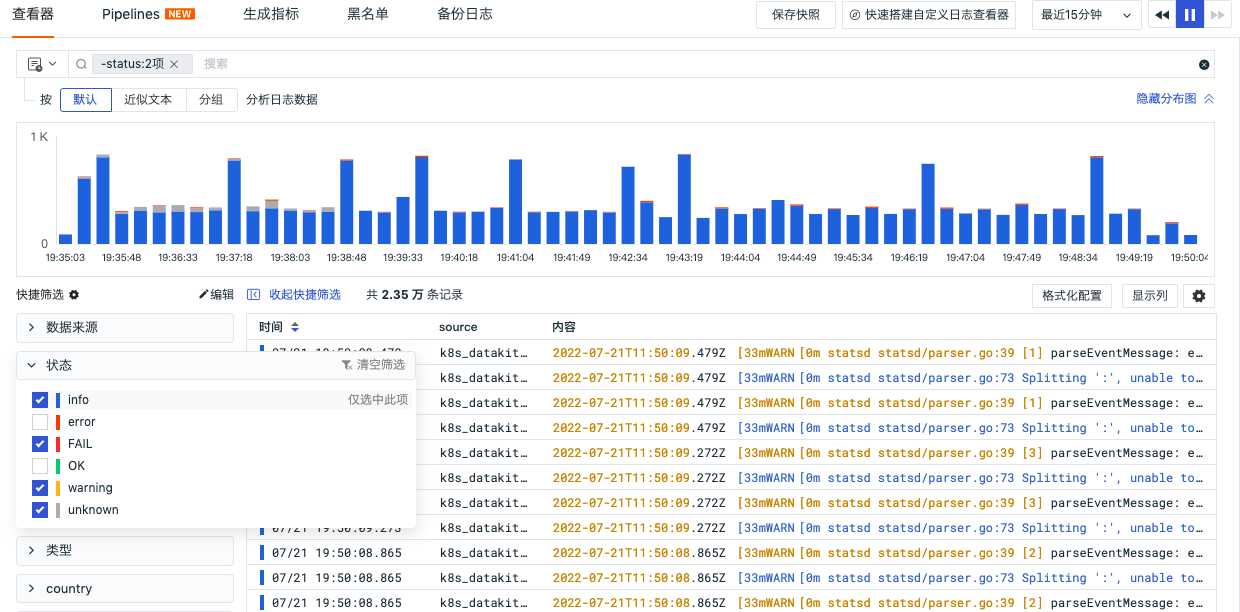 查看器 Pipelines NEW 生成指标 黑名单 备份日志 保存快照 快速搭建自定义日志查看器 最近15分钟
-status:2项 搜索
按 默认 近似文本 分组 分析日志数据 隐藏分布图
1 K
0
19:35:03 19:35:48 19:36:33 19:37:18 19:38:03 19:38:48 19:39:33 19:40:18 19:41:04 19:41:49 19:42:34 19:43:19 19:44:04 19:44:49 19:45:34 19:46:19 19:47:04 19:47:49 19:48:34 19:49:19 19:50:04
快捷筛选 编辑 收起快捷筛选 共 2.35 万 条记录 格式化配置 显示列
数据来源
状态 清空筛选
info 仅选中此项
error
FAIL
OK
warning
unknown
类型
country
时间 source 内容
k8s_datakit… 2022-07-21T11:50:09.479Z [33mWARN [0m statsd statsd/parser.go:39 [1] parseEventMessage: e…
k8s_datakit… 2022-07-21T11:50:09.479Z [33mWARN [0m statsd statsd/parser.go:73 Splitting ':', unable to…
k8s_datakit… 2022-07-21T11:50:09.479Z [33mWARN [0m statsd statsd/parser.go:39 [1] parseEventMessage: e…
k8s_datakit… 2022-07-21T11:50:09.479Z [33mWARN [0m statsd statsd/parser.go:73 Splitting ':', unable to…
k8s_datakit… 2022-07-21T11:50:09.272Z [33mWARN [0m statsd statsd/parser.go:39 [3] parseEventMessage: e…
k8s_datakit… 2022-07-21T11:50:09.272Z [33mWARN [0m statsd statsd/parser.go:73 Splitting ':', unable to…
k8s_datakit… 2022-07-21T11:50:09.272Z [33mWARN [0m statsd statsd/parser.go:39 [3] parseEventMessage: e…
07/21 19:50:09.273 k8s_datakit… 2022-07-21T11:50:09.272Z [33mWARN [0m statsd statsd/parser.go:73 Splitting ':', unable to…
07/21 19:50:08.865 k8s_datakit… 2022-07-21T11:50:08.865Z [33mWARN [0m statsd statsd/parser.go:39 [2] parseEventMessage: e…
07/21 19:50:08.865 k8s_datakit… 2022-07-21T11:50:08.865Z [33mWARN [0m statsd statsd/parser.go:73 Splitting ':', unable to…
07/21 19:50:08.865 k8s_datakit… 2022-07-21T11:50:08.865Z [33mWARN [0m statsd statsd/parser.go:39 [2] parseEventMessage: e…